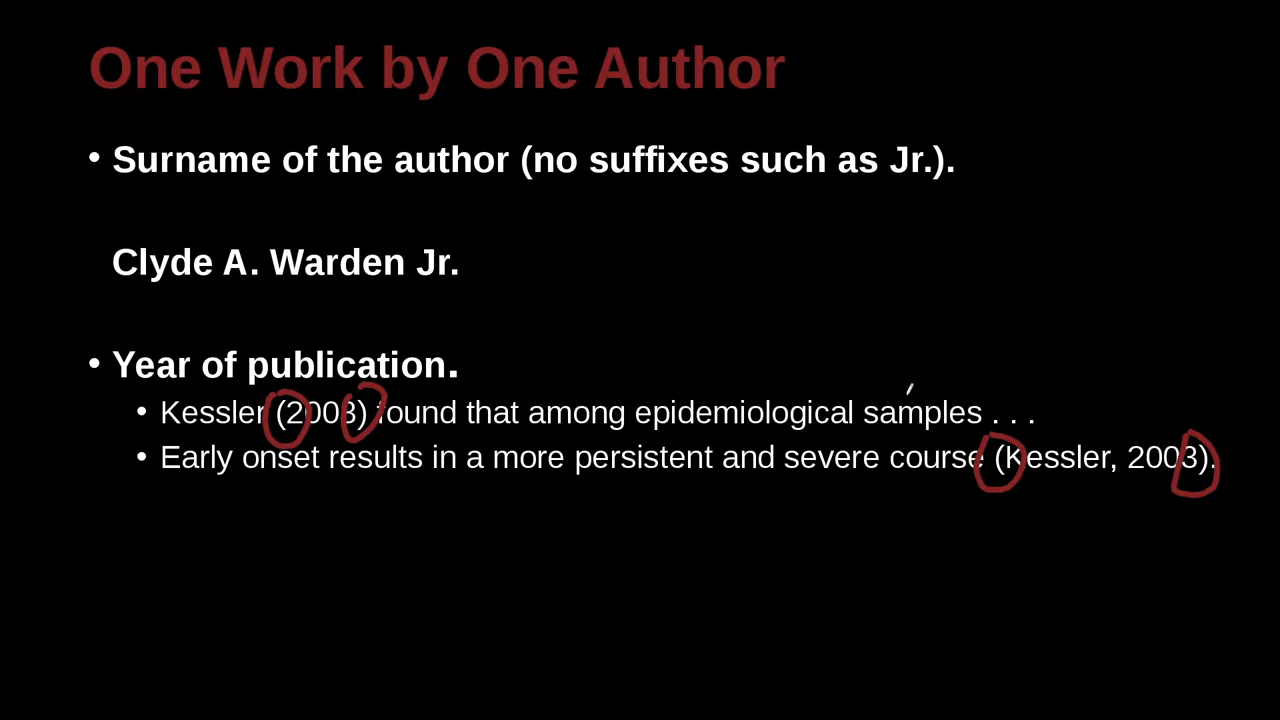 One Work by One Author
• Surname of the author (no suffixes such as Jr.).
Clyde A. Warden Jr.
• Year of publication.
• Kessler (2003) found that among epidemiological samples . . .
• Early onset results in a more persistent and severe course (Kessler, 2003).